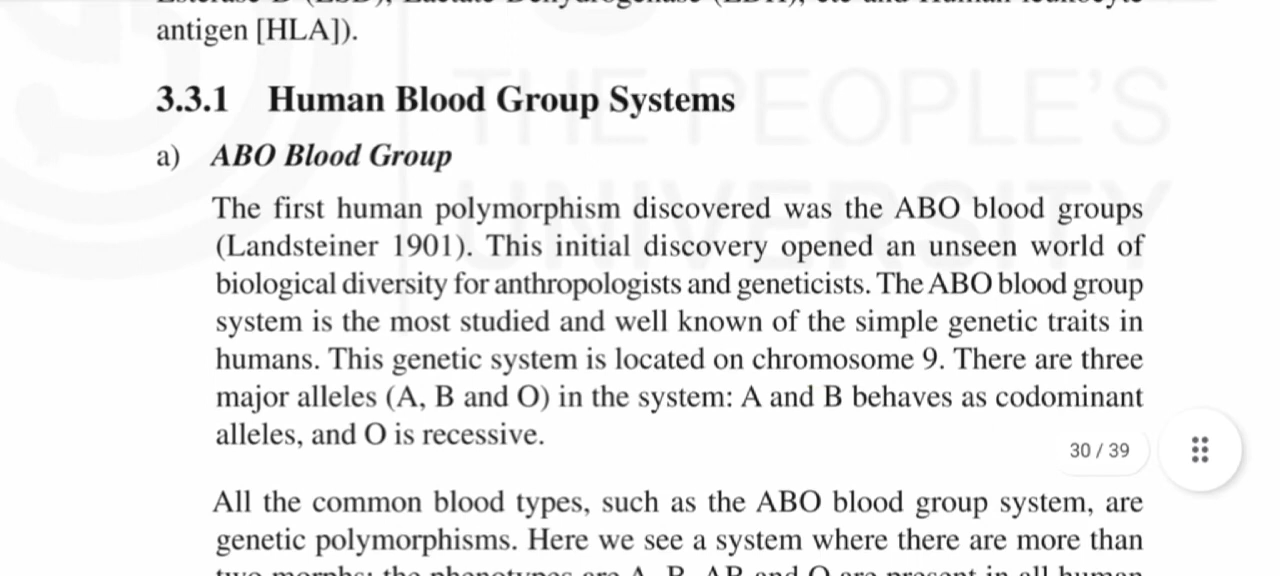 antigen [HLA]).
THE PEOPLE'S
UNIVERSITY
3.3.1 Human Blood Group Systems
a) ABO Blood Group
The first human polymorphism discovered was the ABO blood groups
(Landsteiner 1901). This initial discovery opened an unseen world of
biological diversity for anthropologists and geneticists. The ABO blood group
system is the most studied and well known of the simple genetic traits in
humans. This genetic system is located on chromosome 9. There are three
major alleles (A, B and O) in the system: A and B behaves as codominant
alleles, and O is recessive.
30 / 39
All the common blood types, such as the ABO blood group system, are
genetic polymorphisms. Here we see a system where there are more than